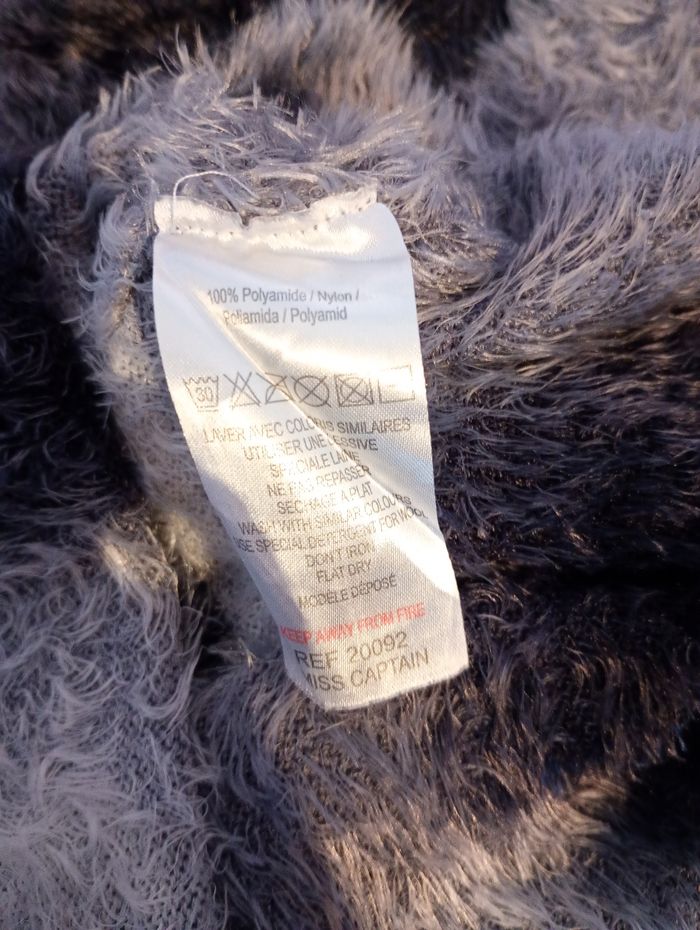 100% Polyamide / Nylon /
Poliamida / Polyamid
30
LAVER AVEC COLORIS SIMILAIRES
UTILISER UNE LESSIVE
SPECIALE LAINE
NE PAS REPASSER
SECHAGE A PLAT
WASH WITH SIMILAR COLOURS
USE SPECIAL DETERGENT FOR WOOL
DONT IRON
FLAT DRY
MODELE DÉPOSÉ
KEEP AWAY FROM FIRE
REF 20092
MISS CAPTAIN